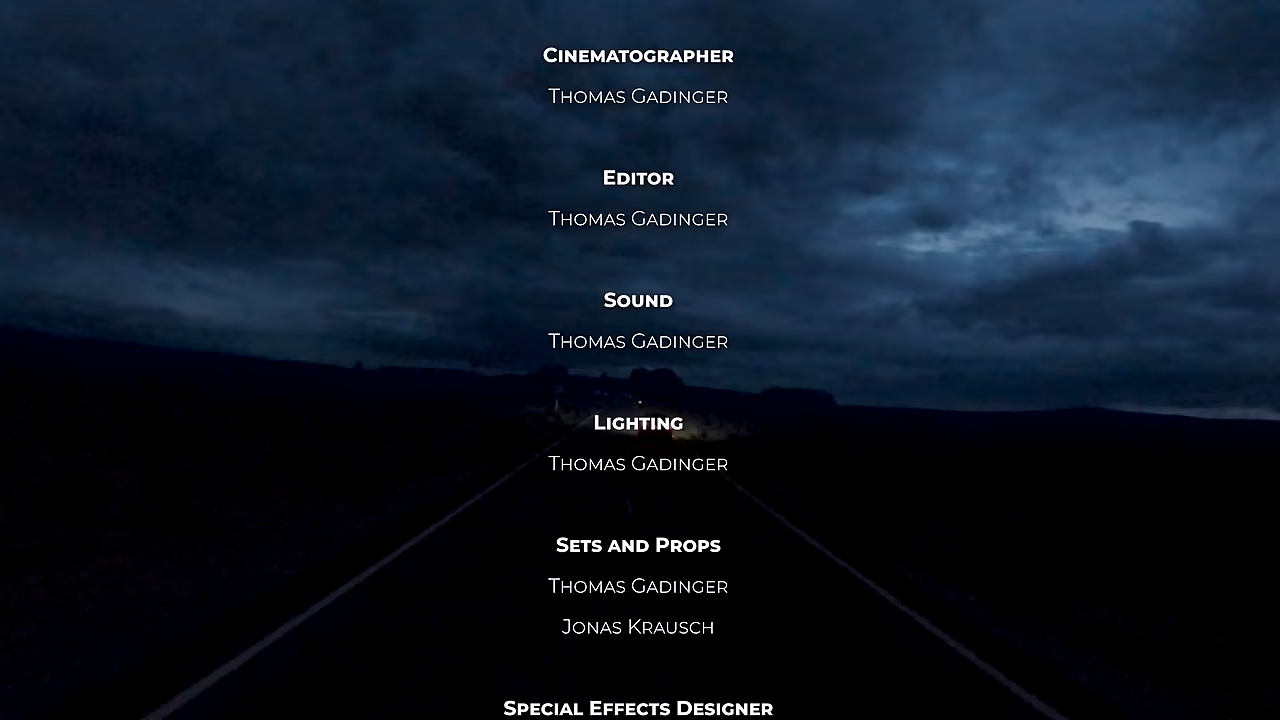 Cinematographer
Thomas Gadinger
Editor
Thomas Gadinger
Sound
Thomas Gadinger
Lighting
Thomas Gadinger
Sets and Props
Thomas Gadinger
Jonas Krausch
Special Effects Designer